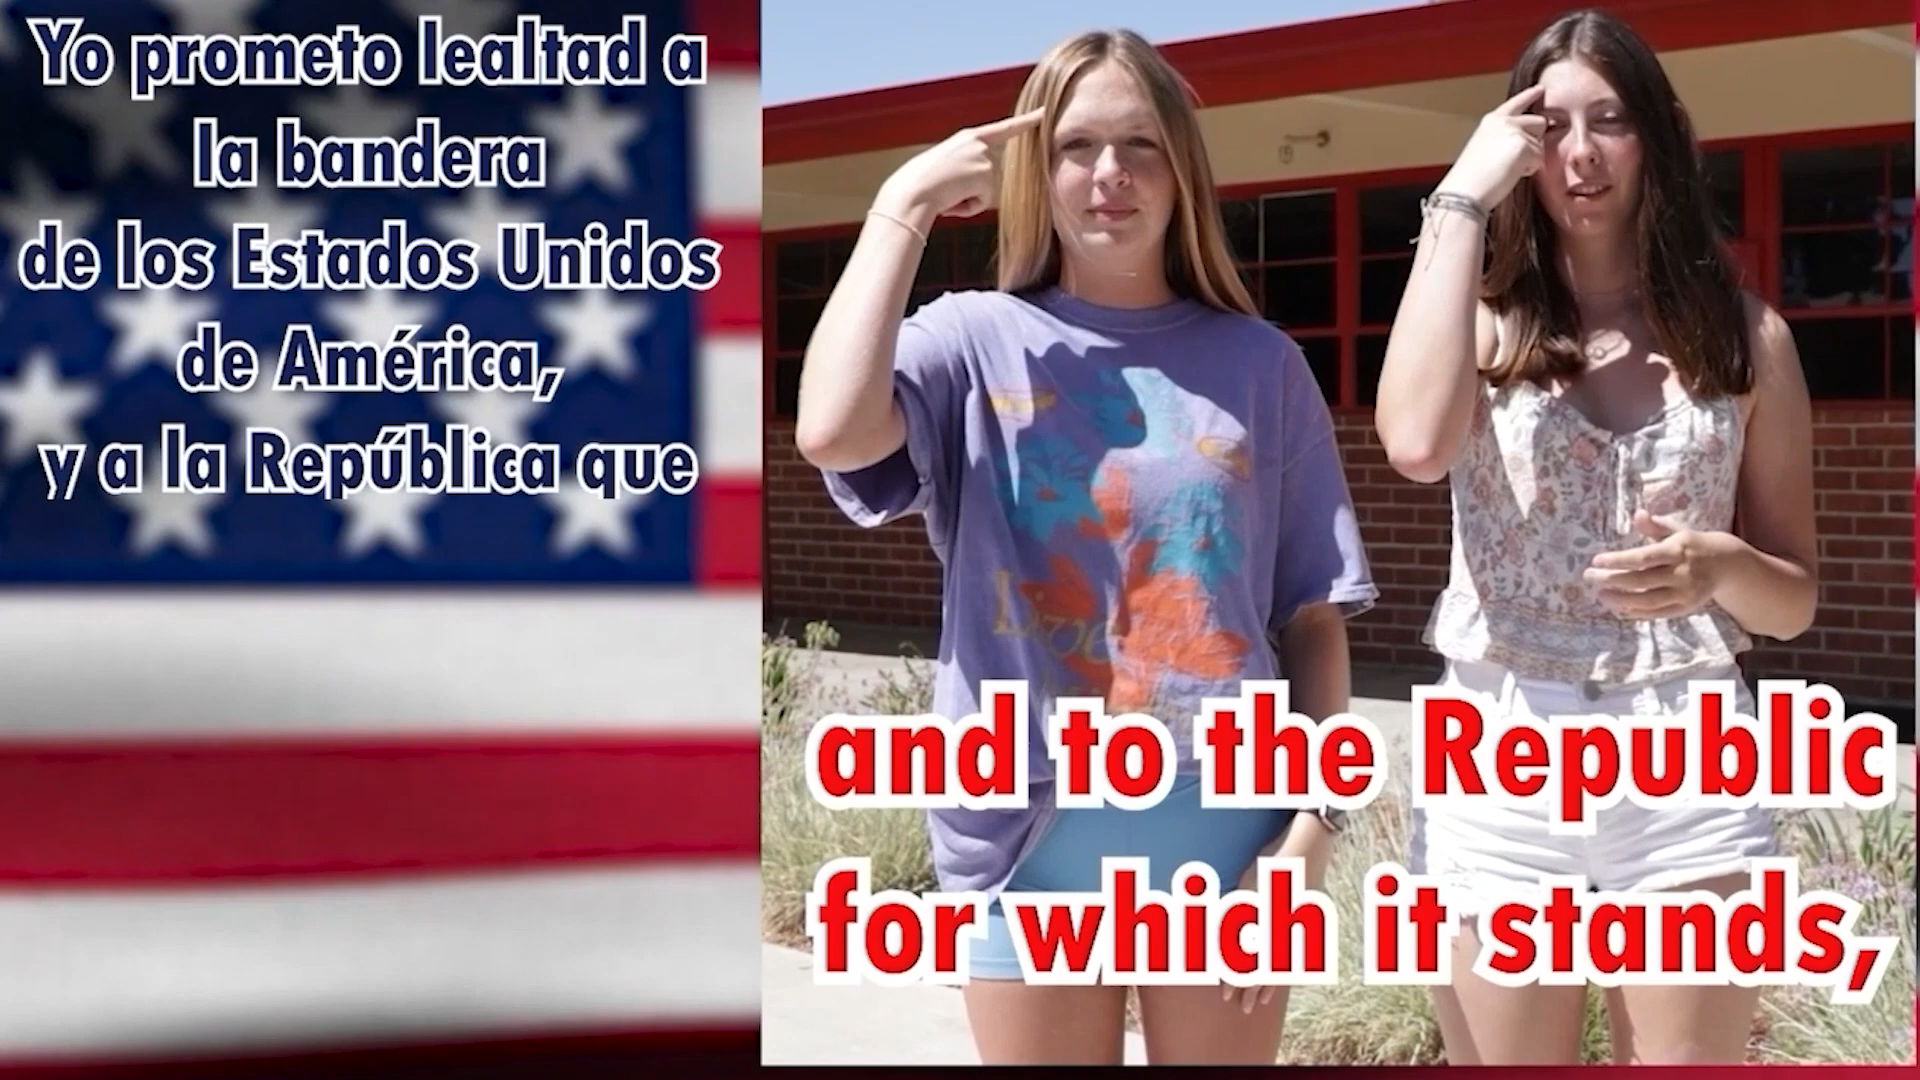 Yo prometo lealtad a
la bandera
de los Estados Unidos
de América,
y a la República que
and to the Republic
for which it stands,